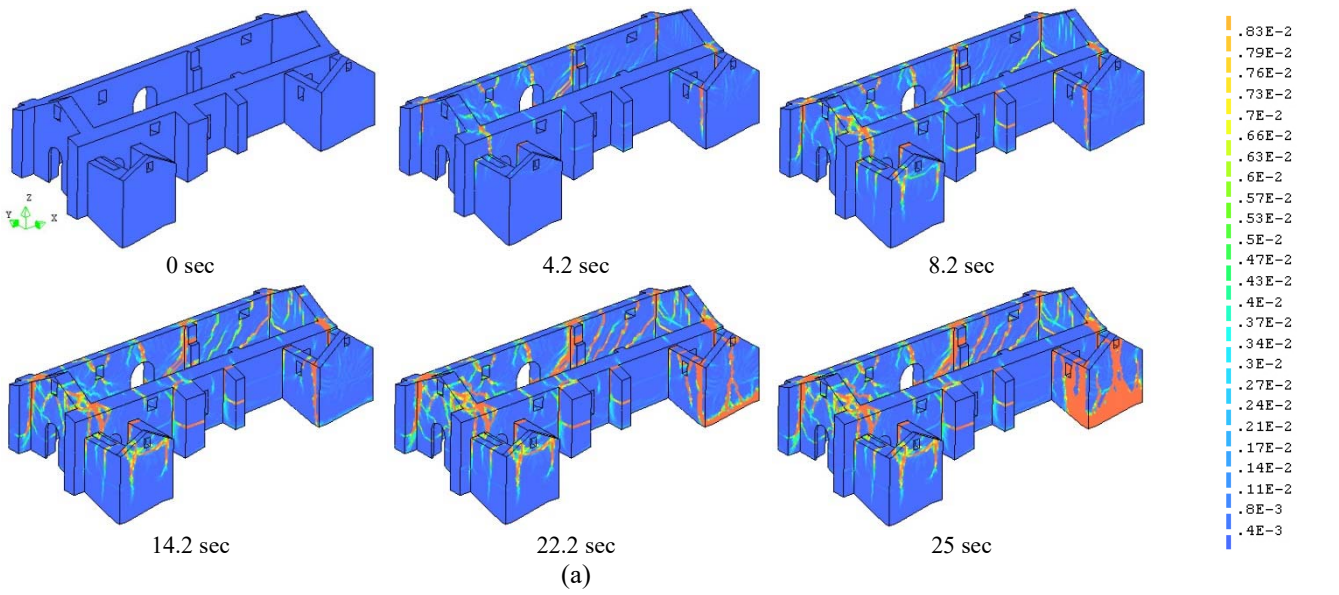 Z
Y
X
0 sec
4.2 sec
8.2 sec
14.2 sec
22.2 sec
25 sec
(a)
.83E-2
.79E-2
.76E-2
.73E-2
.7E-2
.66E-2
.63E-2
.6E-2
.57E-2
.53E-2
.5E-2
.47E-2
.43E-2
.4E-2
.37E-2
.34E-2
.3E-2
.27E-2
.24E-2
.21E-2
.17E-2
.14E-2
.11E-2
.8E-3
.4E-3